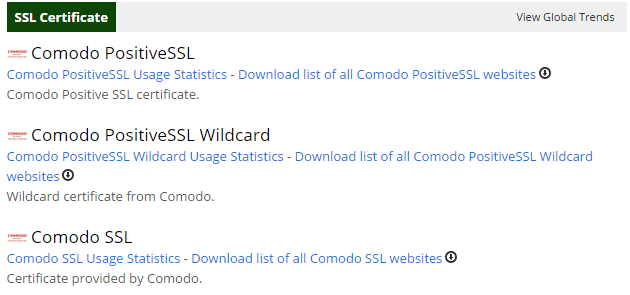 SSL Certificate
View Global Trends
Comodo PositiveSSL
Comodo PositiveSSL Usage Statistics - Download list of all Comodo PositiveSSL websites
Comodo Positive SSL certificate.
Comodo PositiveSSL Wildcard
Comodo PositiveSSL Wildcard Usage Statistics - Download list of all Comodo PositiveSSL Wildcard
websites
Wildcard certificate from Comodo.
Comodo SSL
Comodo SSL Usage Statistics - Download list of all Comodo SSL websites
Certificate provided by Comodo.